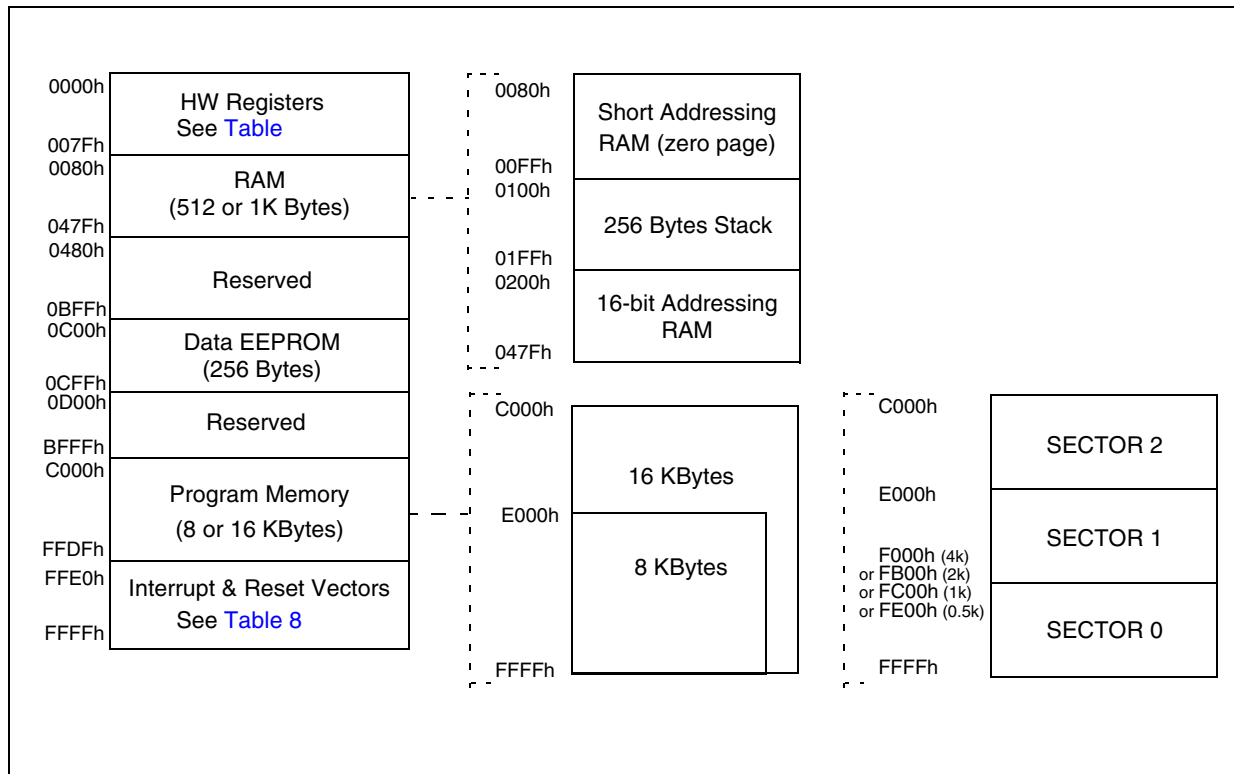 0000h
HW Registers
See Table
007Fh
0080h
RAM
(512 or 1K Bytes)
047Fh
0480h
Reserved
0BFFh
0C00h
Data EEPROM
(256 Bytes)
0CFFh
0D00h
Reserved
BFFFh
C000h
Program Memory
(8 or 16 KBytes)
FFDFh
FFE0h
Interrupt & Reset Vectors
See Table 8
FFFFh
0080h
Short Addressing
RAM (zero page)
00FFh
0100h
256 Bytes Stack
01FFh
0200h
16-bit Addressing
RAM
047Fh
C000h
16 KBytes
E000h
8 KBytes
FFFFh
C000h
SECTOR 2
E000h
SECTOR 1
F000h (4k)
or FB00h (2k)
or FC00h (1k)
or FE00h (0.5k)
SECTOR 0
FFFFh